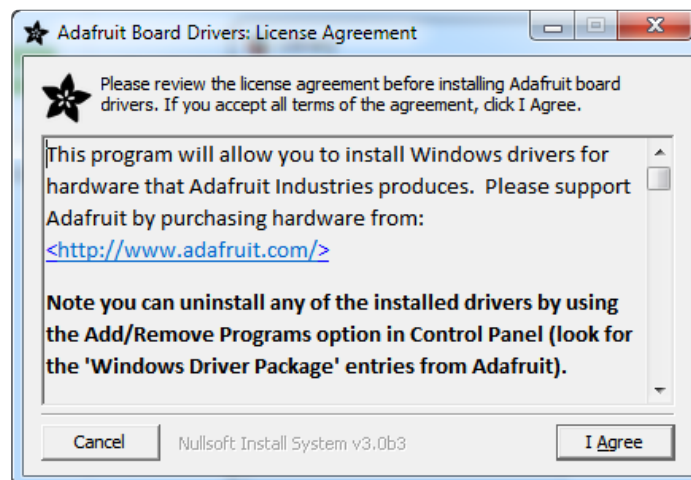 Adafruit Board Drivers: License Agreement
Please review the license agreement before installing Adafruit board
drivers. If you accept all terms of the agreement, click I Agree.
This program will allow you to install Windows drivers for
hardware that Adafruit Industries produces.  Please support
Adafruit by purchasing hardware from:
<http://www.adafruit.com/>
Note you can uninstall any of the installed drivers by using
the Add/Remove Programs option in Control Panel (look for
the 'Windows Driver Package' entries from Adafruit).
Cancel
Nullsoft Install System v3.0b3
I Agree